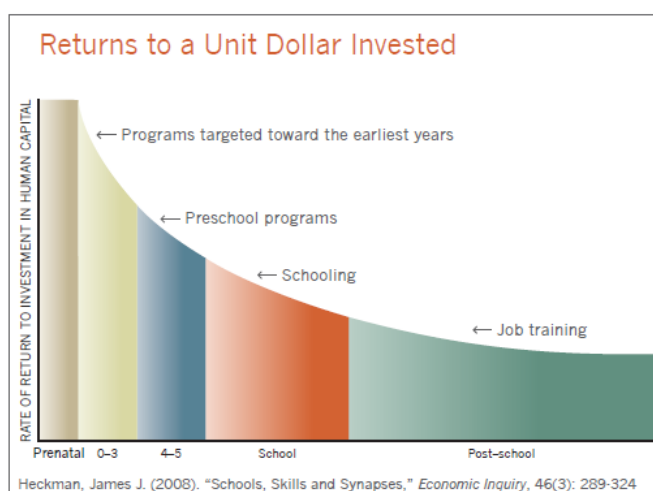 Returns to a Unit Dollar Invested
RATE OF RETURN TO INVESTMENT IN HUMAN CAPITAL
← Programs targeted toward the earliest years
← Preschool programs
← Schooling
← Job training
Prenatal 0–3 4–5 School Post–school
Heckman, James J. (2008). “Schools, Skills and Synapses,” Economic Inquiry, 46(3): 289-324